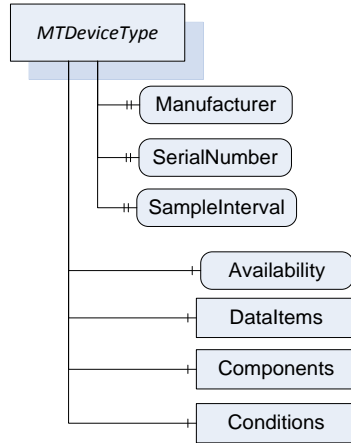 MTDeviceType
Manufacturer
SerialNumber
SampleInterval
Availability
DataItems
Components
Conditions